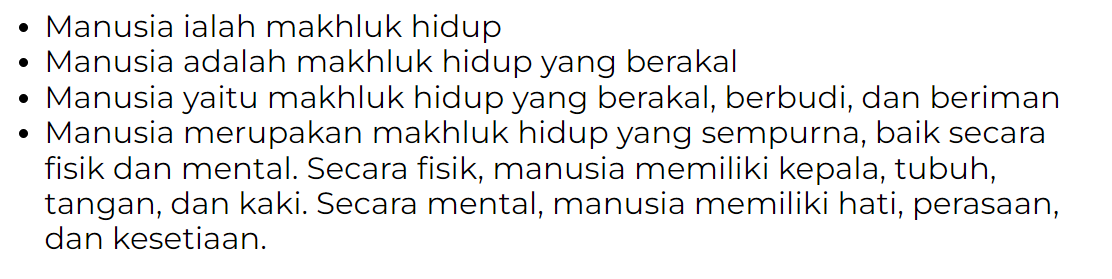 • Manusia ialah makhluk hidup
• Manusia adalah makhluk hidup yang berakal
• Manusia yaitu makhluk hidup yang berakal, berbudi, dan beriman
• Manusia merupakan makhluk hidup yang sempurna, baik secara
fisik dan mental. Secara fisik, manusia memiliki kepala, tubuh,
tangan, dan kaki. Secara mental, manusia memiliki hati, perasaan,
dan kesetiaan.